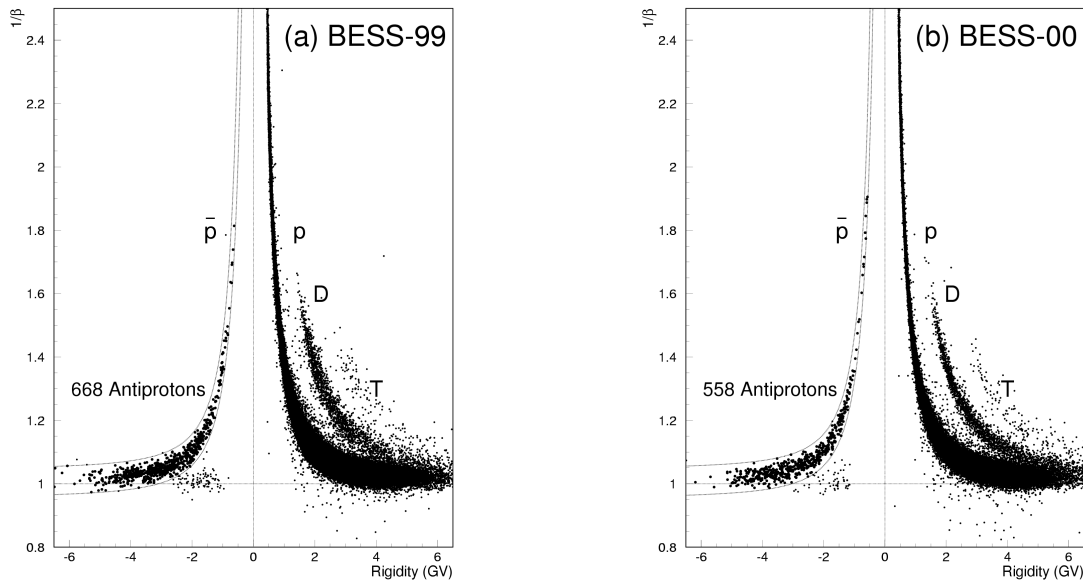 1/β
(a) BESS-99
2.4
2.2
2
1.8
1.6
1.4
1.2
1
0.8
p̄
p
D
668 Antiprotons
T
-6
-4
-2
0
2
4
6
Rigidity (GV)
1/β
(b) BESS-00
2.4
2.2
2
1.8
1.6
1.4
1.2
1
0.8
p̄
p
D
558 Antiprotons
T
-6
-4
-2
0
2
4
6
Rigidity (GV)